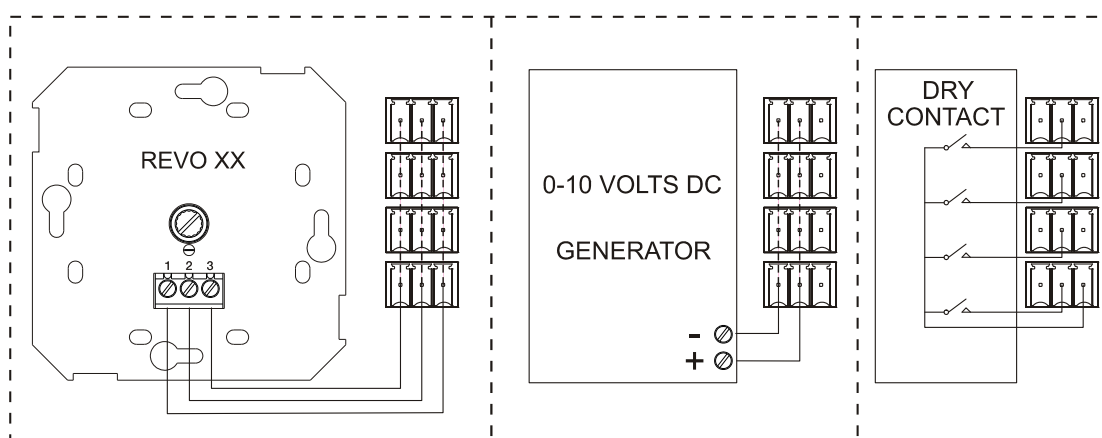 REVO XX
1 2 3
0-10 VOLTS DC
GENERATOR
-
+
DRY
CONTACT